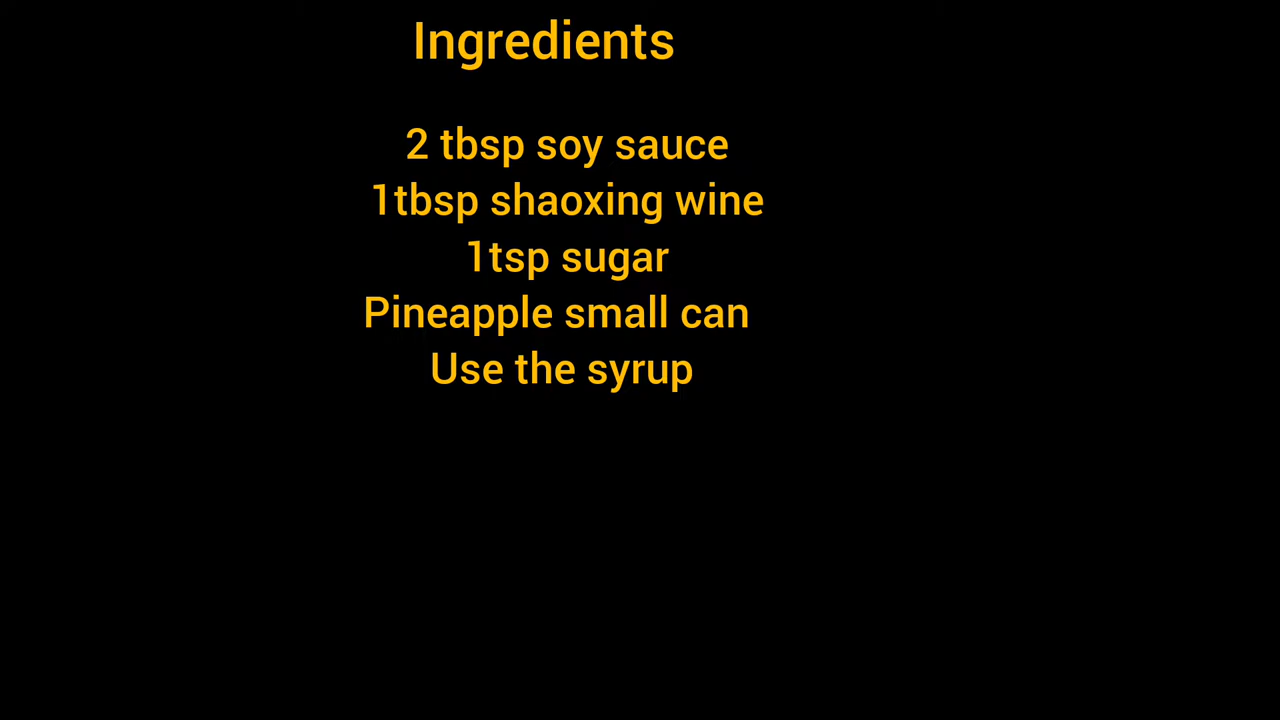 Ingredients
2 tbsp soy sauce
1tbsp shaoxing wine
1tsp sugar
Pineapple small can
Use the syrup